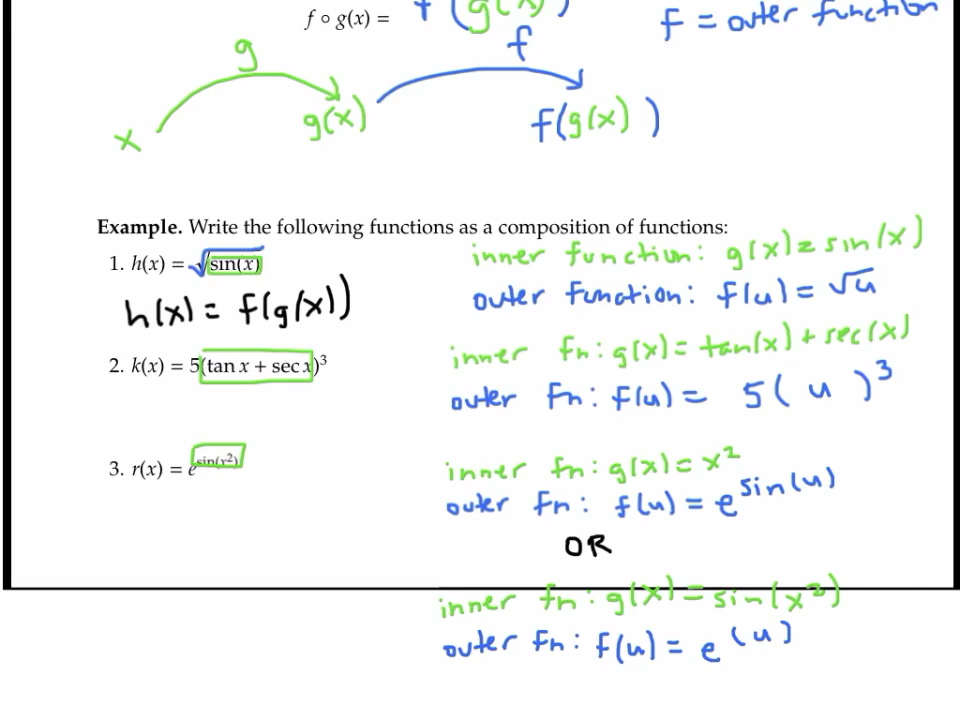 f ∘ g(x) = f(g(x))
f = outer function
g
f
x
g(x)
f(g(x))
Example. Write the following functions as a composition of functions:
1. h(x) = √sin(x)
inner function: g(x) = sin(x)
outer function: f(u) = √u
h(x) = f(g(x))
2. k(x) = 5(tan x + sec x)³
inner fn: g(x) = tan(x) + sec(x)
outer fn: f(u) = 5( u )³
3. r(x) = e^sin(x²)
inner fn: g(x) = x²
outer fn: f(u) = e^sin(u)
OR
inner fn: g(x) = sin(x²)
outer fn: f(u) = e^(u)